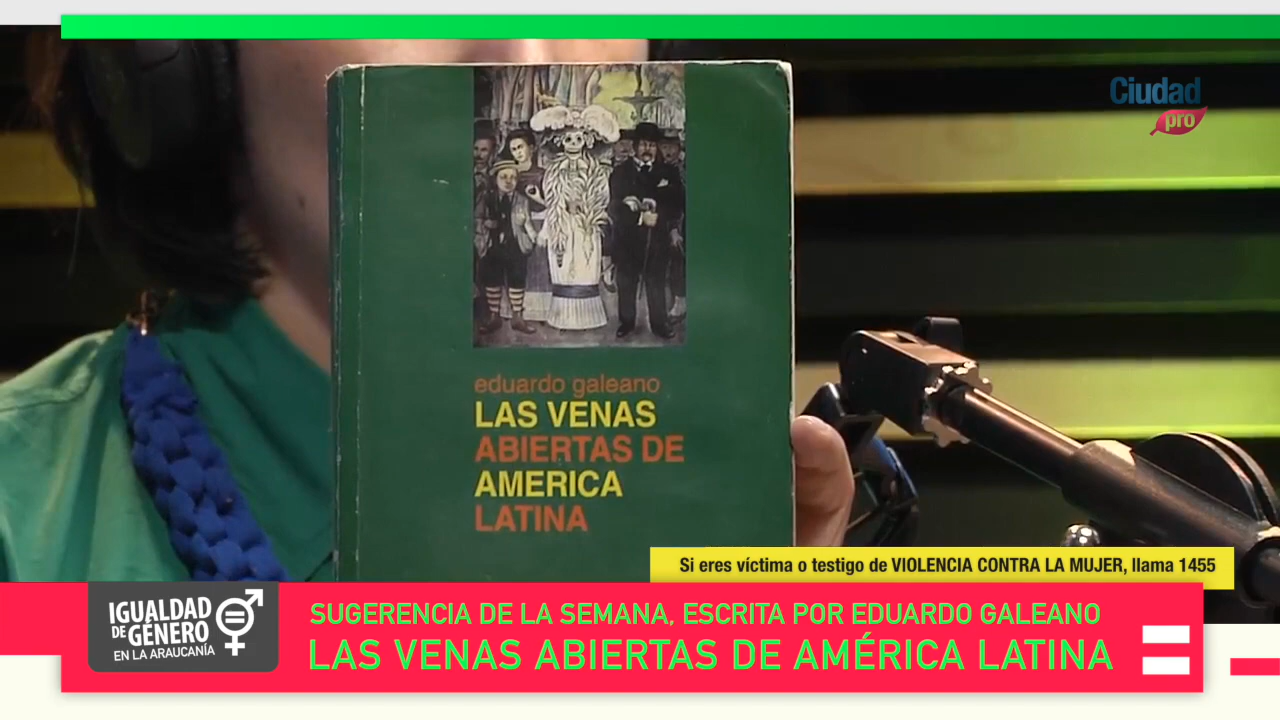 Ciudad
pro
eduardo galeano
LAS VENAS
ABIERTAS DE
AMERICA
LATINA
Si eres víctima o testigo de VIOLENCIA CONTRA LA MUJER, llama 1455
IGUALDAD
DE GÉNERO
EN LA ARAUCANÍA
SUGERENCIA DE LA SEMANA, ESCRITA POR EDUARDO GALEANO
LAS VENAS ABIERTAS DE AMÉRICA LATINA